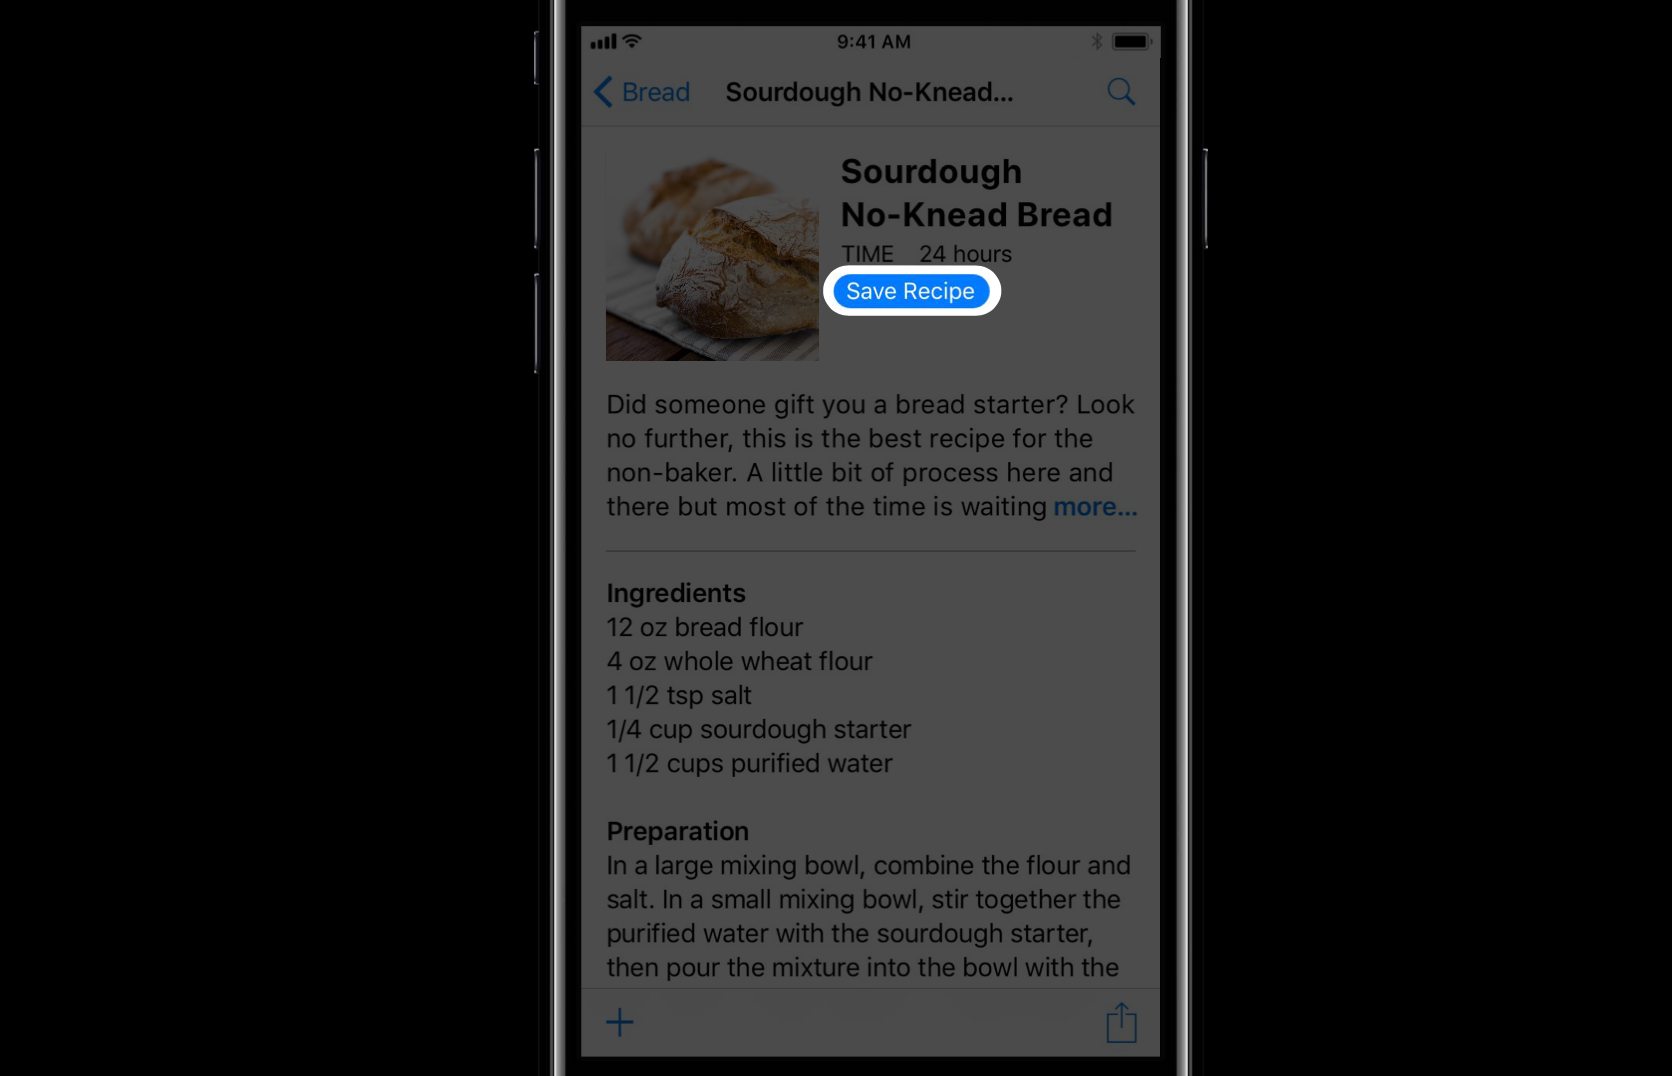 9:41 AM
Bread
Sourdough No-Knead...
Sourdough
No-Knead Bread
TIME 24 hours
Save Recipe
Did someone gift you a bread starter? Look
no further, this is the best recipe for the
non-baker. A little bit of process here and
there but most of the time is waiting more...
Ingredients
12 oz bread flour
4 oz whole wheat flour
1 1/2 tsp salt
1/4 cup sourdough starter
1 1/2 cups purified water
Preparation
In a large mixing bowl, combine the flour and
salt. In a small mixing bowl, stir together the
purified water with the sourdough starter,
then pour the mixture into the bowl with the